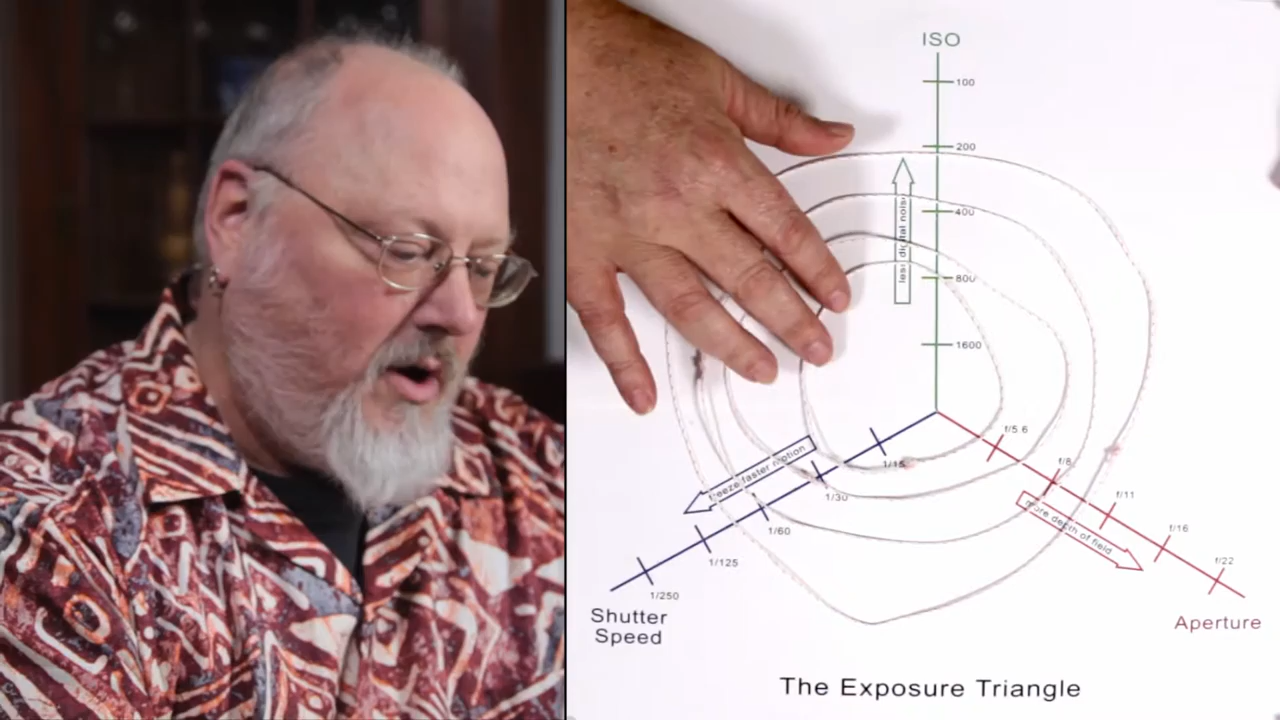 ISO
100
200
400
less digital noise
800
1600
f/5.6
1/15
f/8
freeze faster motion
1/30
f/11
more depth of field
1/60
f/16
1/125
f/22
1/250
Shutter
Speed
Aperture
The Exposure Triangle